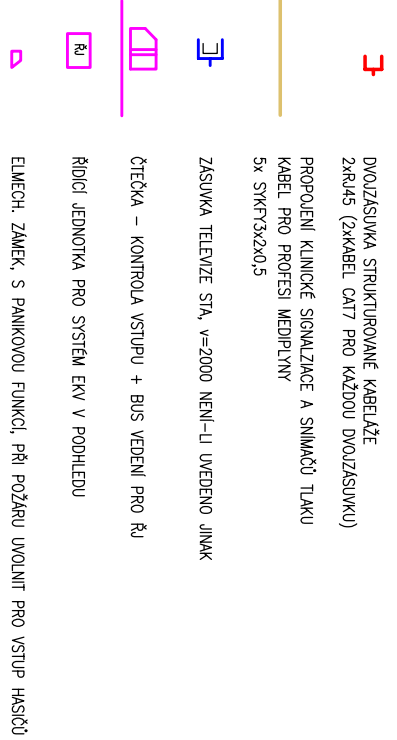 DVOJZÁSUVKA STRUKTUROVANÉ KABELÁŽE
2xRJ45 (2xKABEL CAT7 PRO KAŽDOU DVOJZÁSUVKU)
PROPOJENÍ KLINICKÉ SIGNALZIACE A SNÍMAČŮ TLAKU
KABEL PRO PROFESI MEDIPLYNY
5x SYKFY3x2x0,5
ZÁSUVKA TELEVIZE STA, v=2000 NENÍ-LI UVEDENO JINAK
ČTEČKA - KONTROLA VSTUPU + BUS VEDENÍ PRO ŘJ
ŘJ
ŘÍDICÍ JEDNOTKA PRO SYSTÉM EKV V PODHLEDU
ELMECH. ZÁMEK, S PANIKOVOU FUNKCÍ, PŘI POŽÁRU UVOLNIT PRO VSTUP HASIČŮ